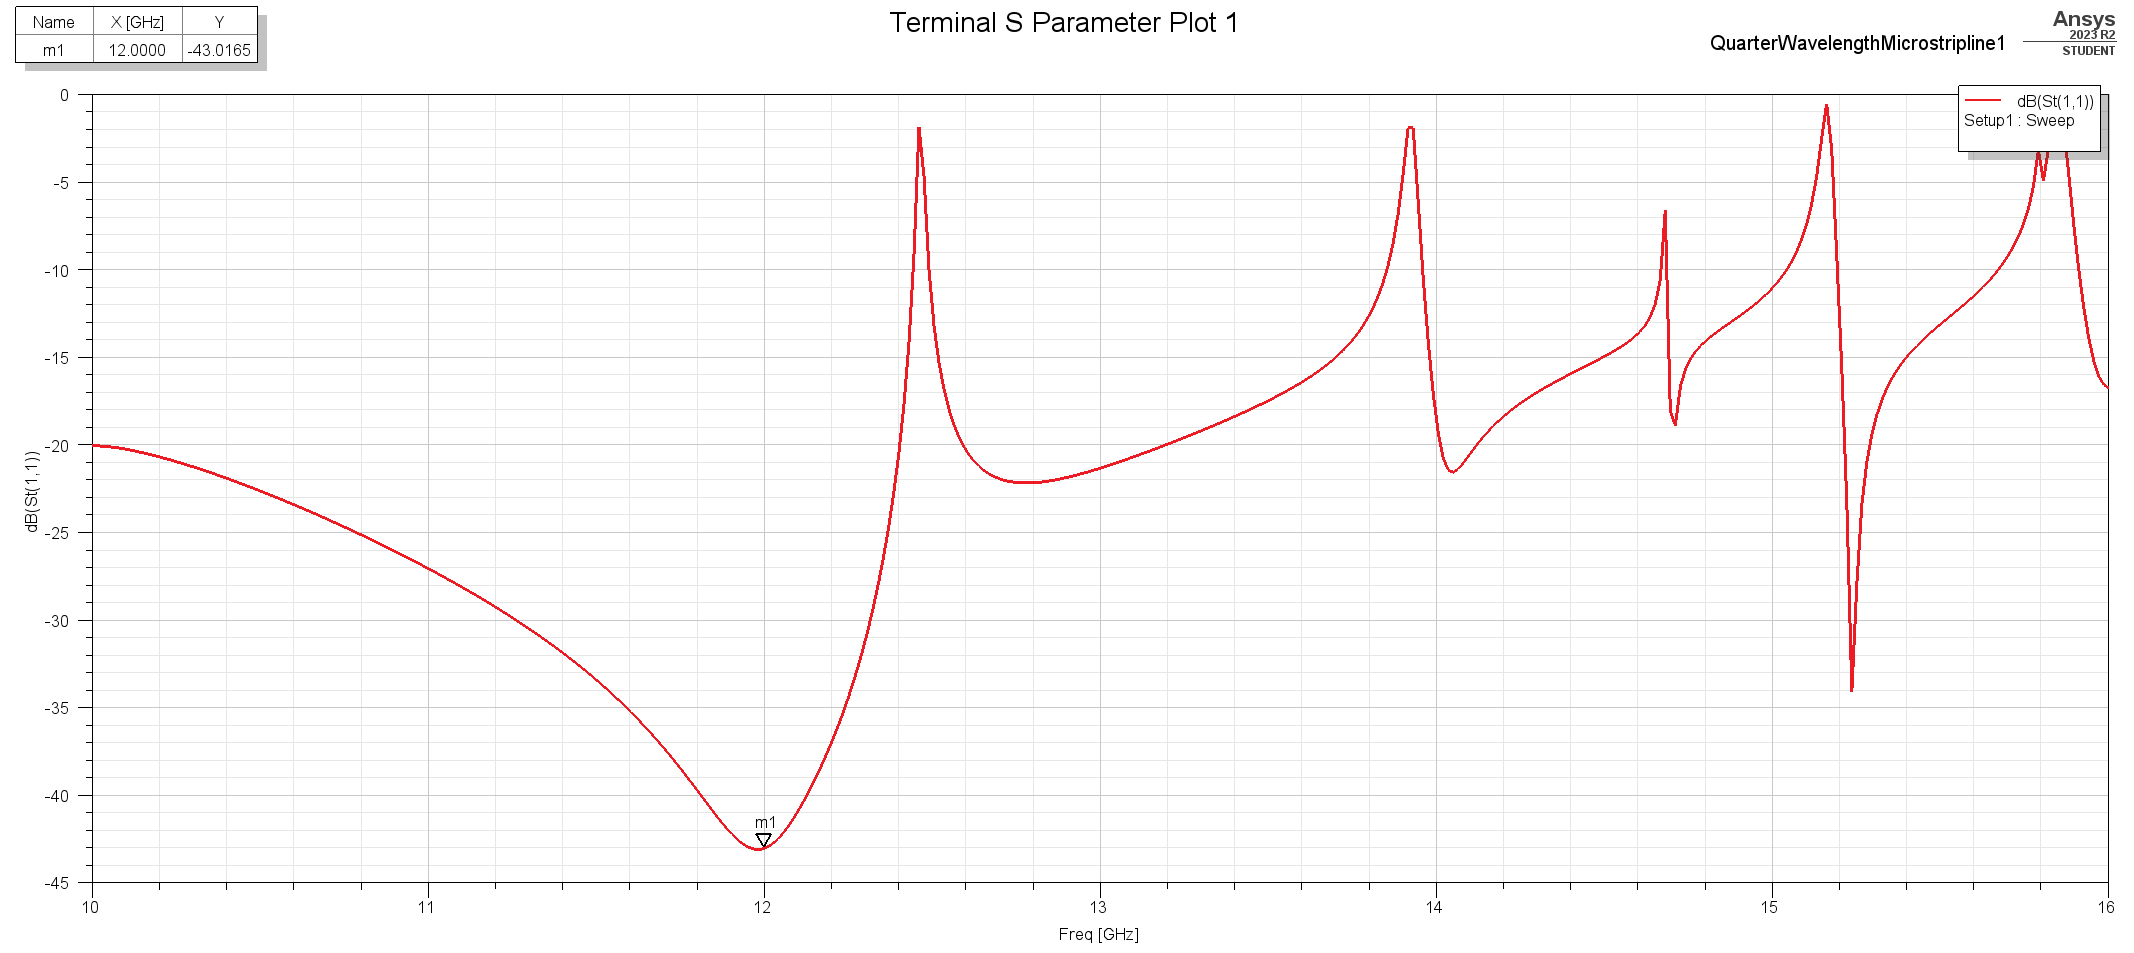 Name X [GHz] Y
m1 12.0000 -43.0165
Terminal S Parameter Plot 1
QuarterWavelengthMicrostripline1
Ansys
2023 R2
STUDENT
dB(St(1,1))
Setup1 : Sweep
0
-5
-10
-15
-20
-25
-30
-35
-40
-45
dB(St(1,1))
m1
10 11 12 13 14 15 16
Freq [GHz]